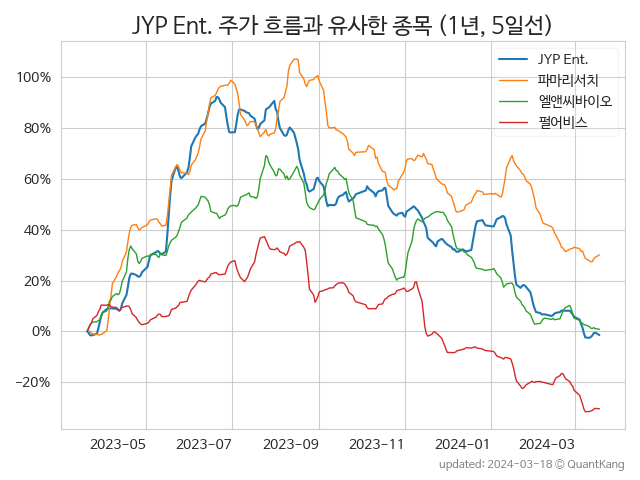 JYP Ent. 주가 흐름과 유사한 종목 (1년, 5일선)
JYP Ent.
파마리서치
엘앤씨바이오
펄어비스
100%
80%
60%
40%
20%
0%
−20%
2023−05
2023−07
2023−09
2023−11
2024−01
2024−03
updated: 2024-03-18 © QuantKang